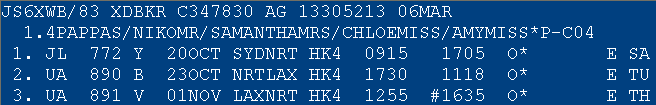 JS6XWB/83 XDBKR C347830 AG 13305213 06MAR
1.4PAPPAS/NIKOMR/SAMANTHAMRS/CHLOEMISS/AMYMISS*P-C04
1. JL 772 Y 20OCT SYDNRT HK4 0915 1705 O* E SA
2. UA 890 B 23OCT NRTLAX HK4 1730 1118 O* E TU
3. UA 891 V 01NOV LAXNRT HK4 1255 #1635 O* E TH